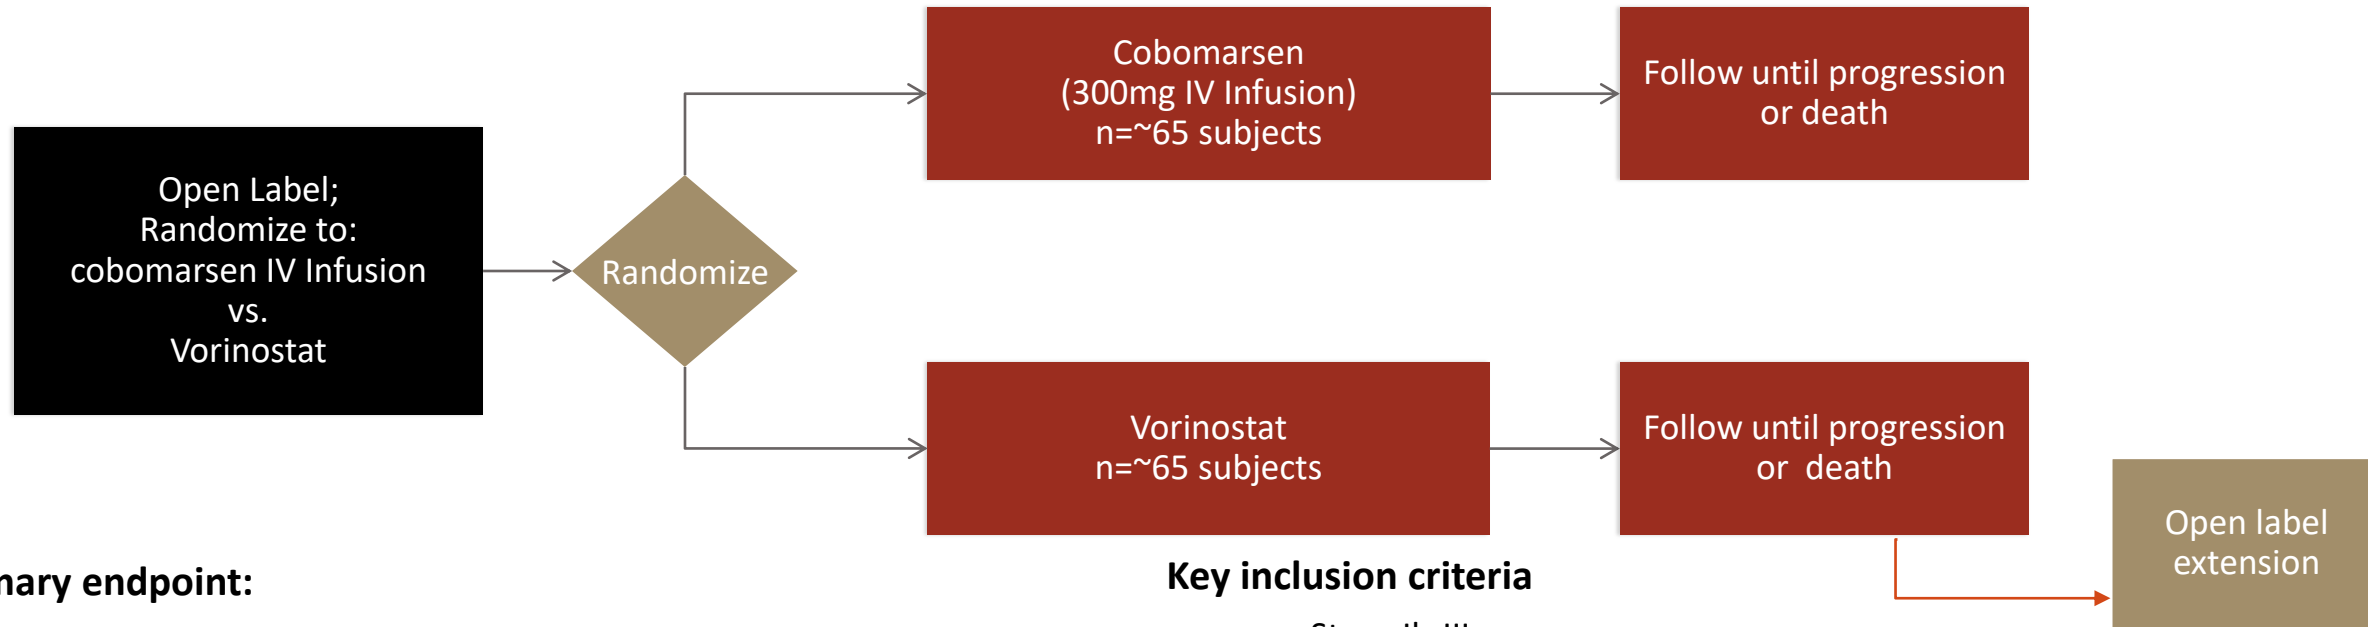 Open Label;
Randomize to:
cobomarsen IV Infusion
vs.
Vorinostat
Randomize
Cobomarsen
(300mg IV Infusion)
n=~65 subjects
Follow until progression
or death
Vorinostat
n=~65 subjects
Follow until progression
or death
Open label
extension
endpoint:
Key inclusion criteria